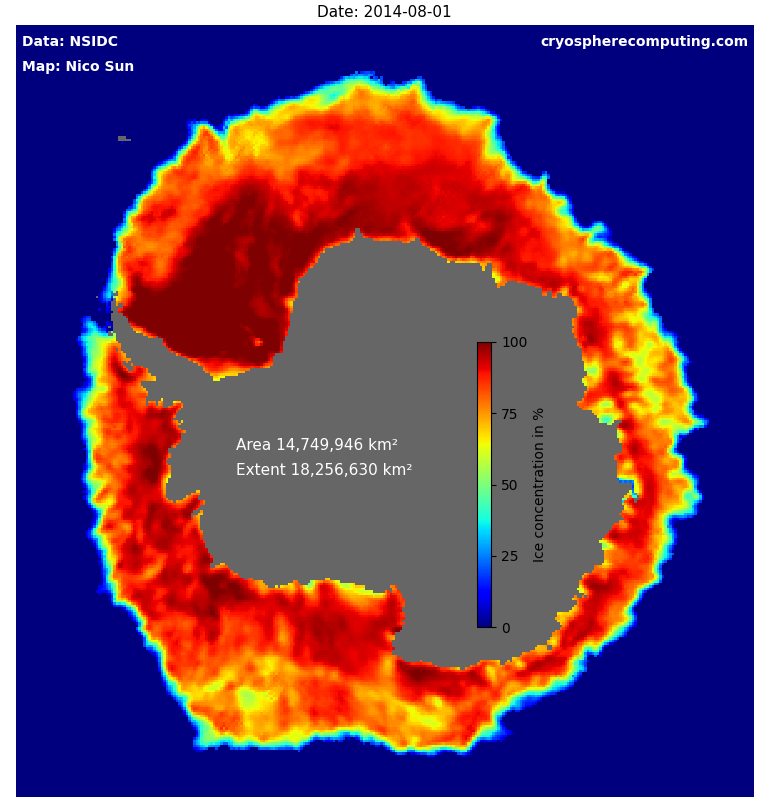 Date: 2014-08-01
Data: NSIDC
cryospherecomputing.com
Map: Nico Sun
100
75
50
25
0
Ice concentration in %
Area 14,749,946 km²
Extent 18,256,630 km²